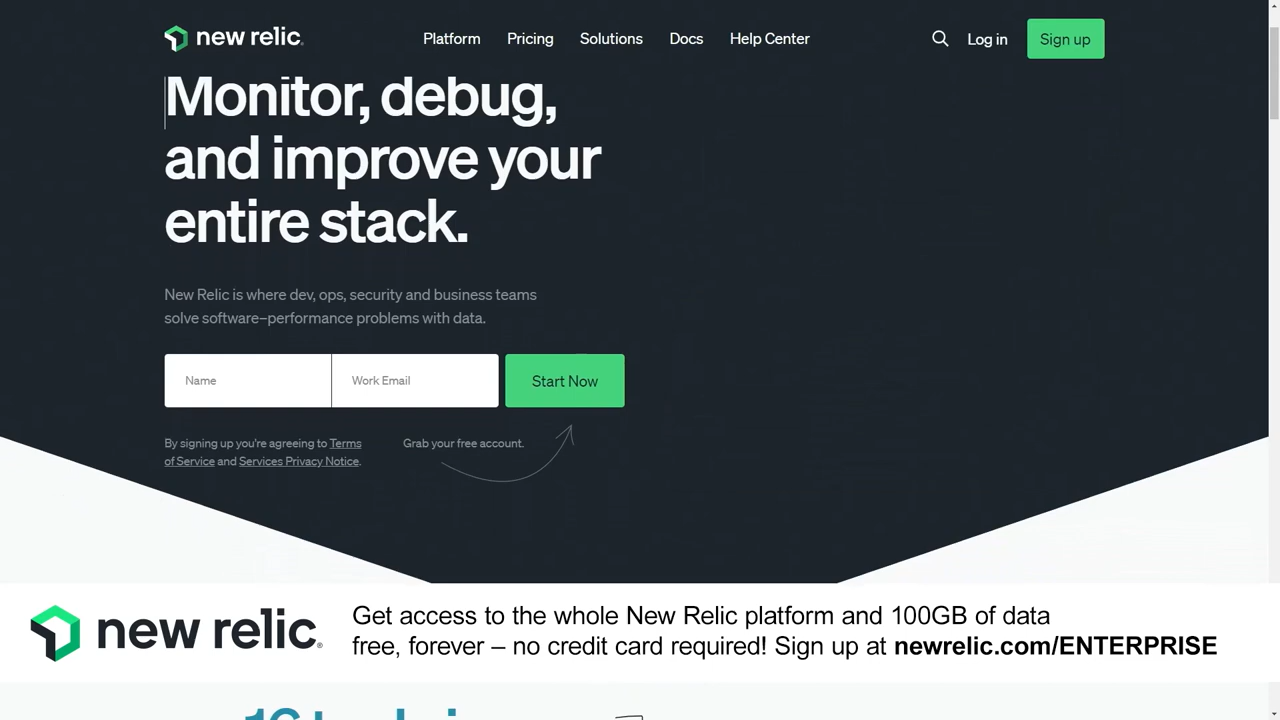 new relic.
Platform Pricing Solutions Docs Help Center
Log in
Sign up
Monitor, debug,
and improve your
entire stack.
New Relic is where dev, ops, security and business teams
solve software–performance problems with data.
Name
Work Email
Start Now
By signing up you're agreeing to Terms
of Service and Services Privacy Notice.
Grab your free account.
new relic®
Get access to the whole New Relic platform and 100GB of data
free, forever – no credit card required! Sign up at newrelic.com/ENTERPRISE